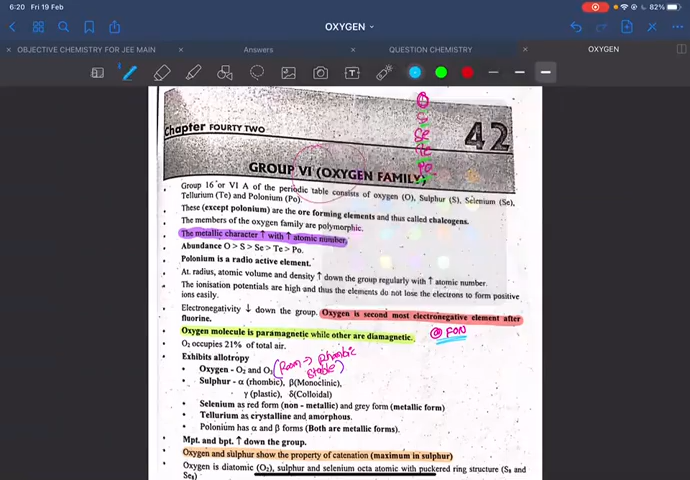 6:20 Fri 19 Feb
82%
OXYGEN
OBJECTIVE CHEMISTRY FOR JEE MAIN
Answers
QUESTION CHEMISTRY
OXYGEN
O
S
Se
Te
Po
Chapter FOURTY TWO
42
GROUP VI (OXYGEN FAMILY)
Group 16 or VI A of the periodic table consists of oxygen (O), Sulphur (S), Selenium (Se),
Tellurium (Te) and Polonium (Po).
These (except polonium) are the ore forming elements and thus called chalcogens.
The members of the oxygen family are polymorphic.
The metallic character ↑ with ↑ atomic number.
Abundance O > S > Se > Te > Po.
Polonium is a radio active element.
At. radius, atomic volume and density ↑ down the group regularly with ↑ atomic number.
The ionisation potentials are high and thus the elements do not lose the electrons to form positive
ions easily.
Electronegativity ↓ down the group. Oxygen is second most electronegative element after
fluorine.
FON
Oxygen molecule is paramagnetic while other are diamagnetic.
O₂ occupies 21% of total air.
Exhibits allotropy
• Oxygen - O₂ and O₃ (Room → rhombic
stable)
• Sulphur - α (rhombic), β(Monoclinic),
γ (plastic), δ(Colloidal)
• Selenium as red form (non - metallic) and grey form (metallic form)
• Tellurium as crystalline and amorphous.
• Polonium has α and β forms (Both are metallic forms).
Mpt. and bpt. ↑ down the group.
Oxygen and sulphur show the property of catenation (maximum in sulphur)
Oxygen is diatomic (O₂), sulphur and selenium octa atomic with puckered ring structure (S₈ and
Se₈)